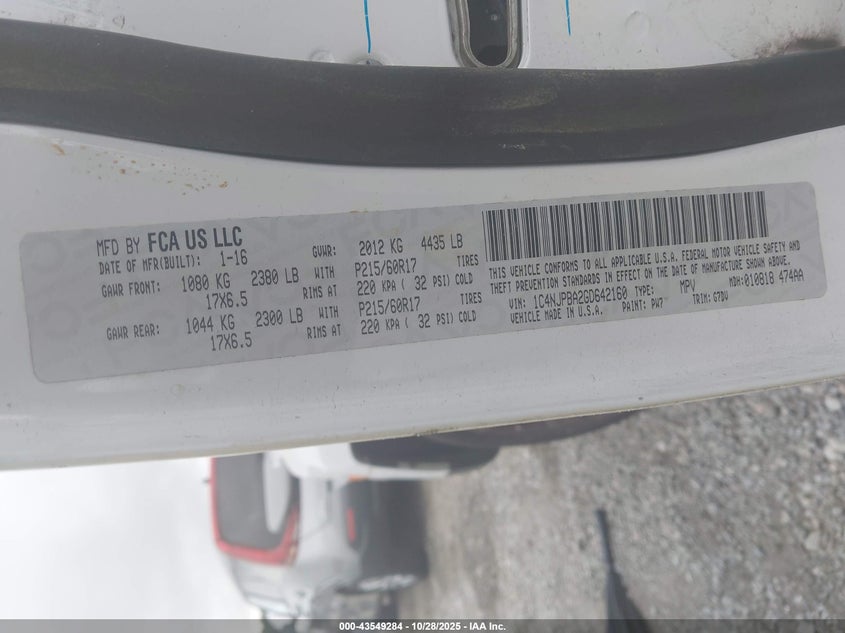 MFD BY FCA US LLC
DATE OF MFR(BUILT): 1-16 GVWR: 2012 KG 4435 LB
GAWR FRONT: 1080 KG 2380 LB WITH P215/60R17 TIRES
17X6.5 RIMS AT 220 KPA ( 32 PSI) COLD
GAWR REAR: 1044 KG 2300 LB WITH P215/60R17 TIRES
17X6.5 RIMS AT 220 KPA ( 32 PSI) COLD
THIS VEHICLE CONFORMS TO ALL APPLICABLE U.S.A. FEDERAL MOTOR VEHICLE SAFETY AND
THEFT PREVENTION STANDARDS IN EFFECT ON THE DATE OF MANUFACTURE SHOWN ABOVE.
VIN: 1C4NJPBA2GD642160 TYPE: MPV MDH:010818 474AA
VEHICLE MADE IN U.S.A. PAINT: PW7 TRIM: G7DV
000-43549284 - 10/28/2025 - IAA Inc.